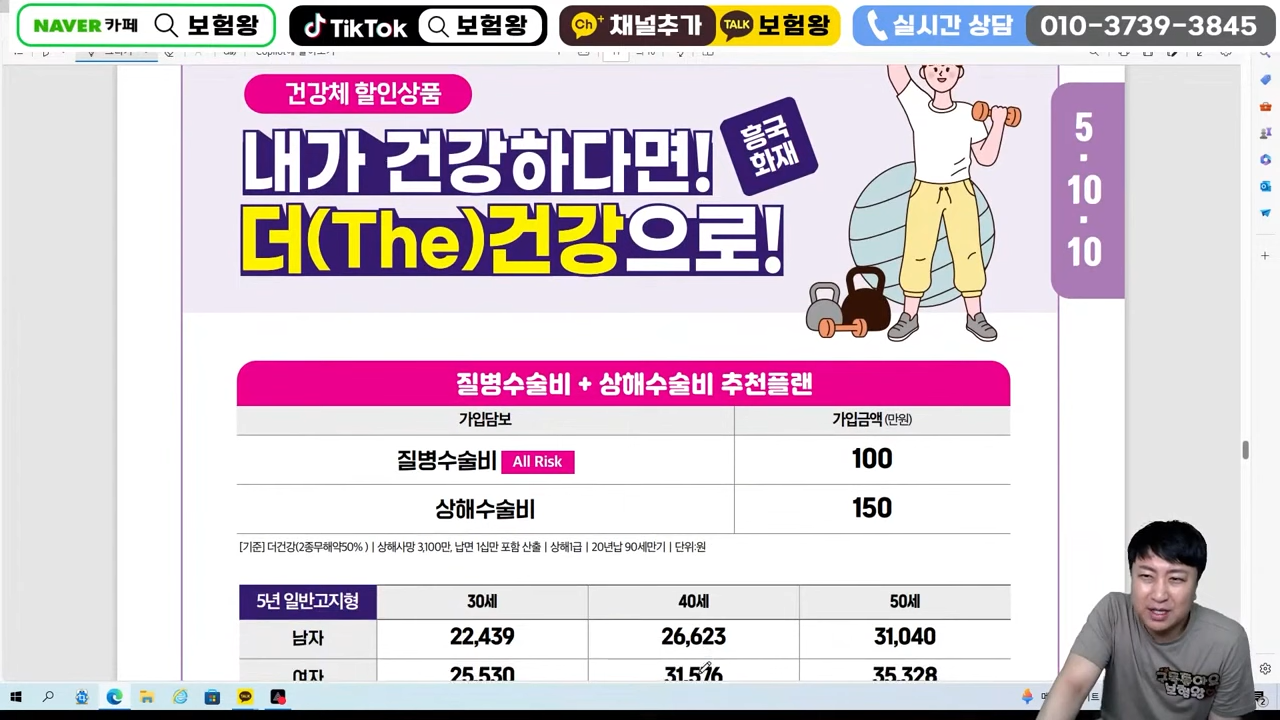 NAVER 카페 보험왕
TikTok 보험왕
Ch+ 채널추가 TALK 보험왕
실시간 상담 010-3739-3845
건강체 할인상품
내가 건강하다면!
더(The)건강으로!
흥국
화재
5
·
10
·
10
질병수술비 + 상해수술비 추천플랜
가입담보 가입금액 (만원)
질병수술비 All Risk 100
상해수술비 150
[기준] 더건강(2종무해약50% ) | 상해사망 3,100만, 납면 1십만 포함 산출 | 상해1급 | 20년납 90세만기 | 단위:원
5년 일반고지형 30세 40세 50세
남자 22,439 26,623 31,040
여자 25,530 31,576 35,328
보험왕
TALK